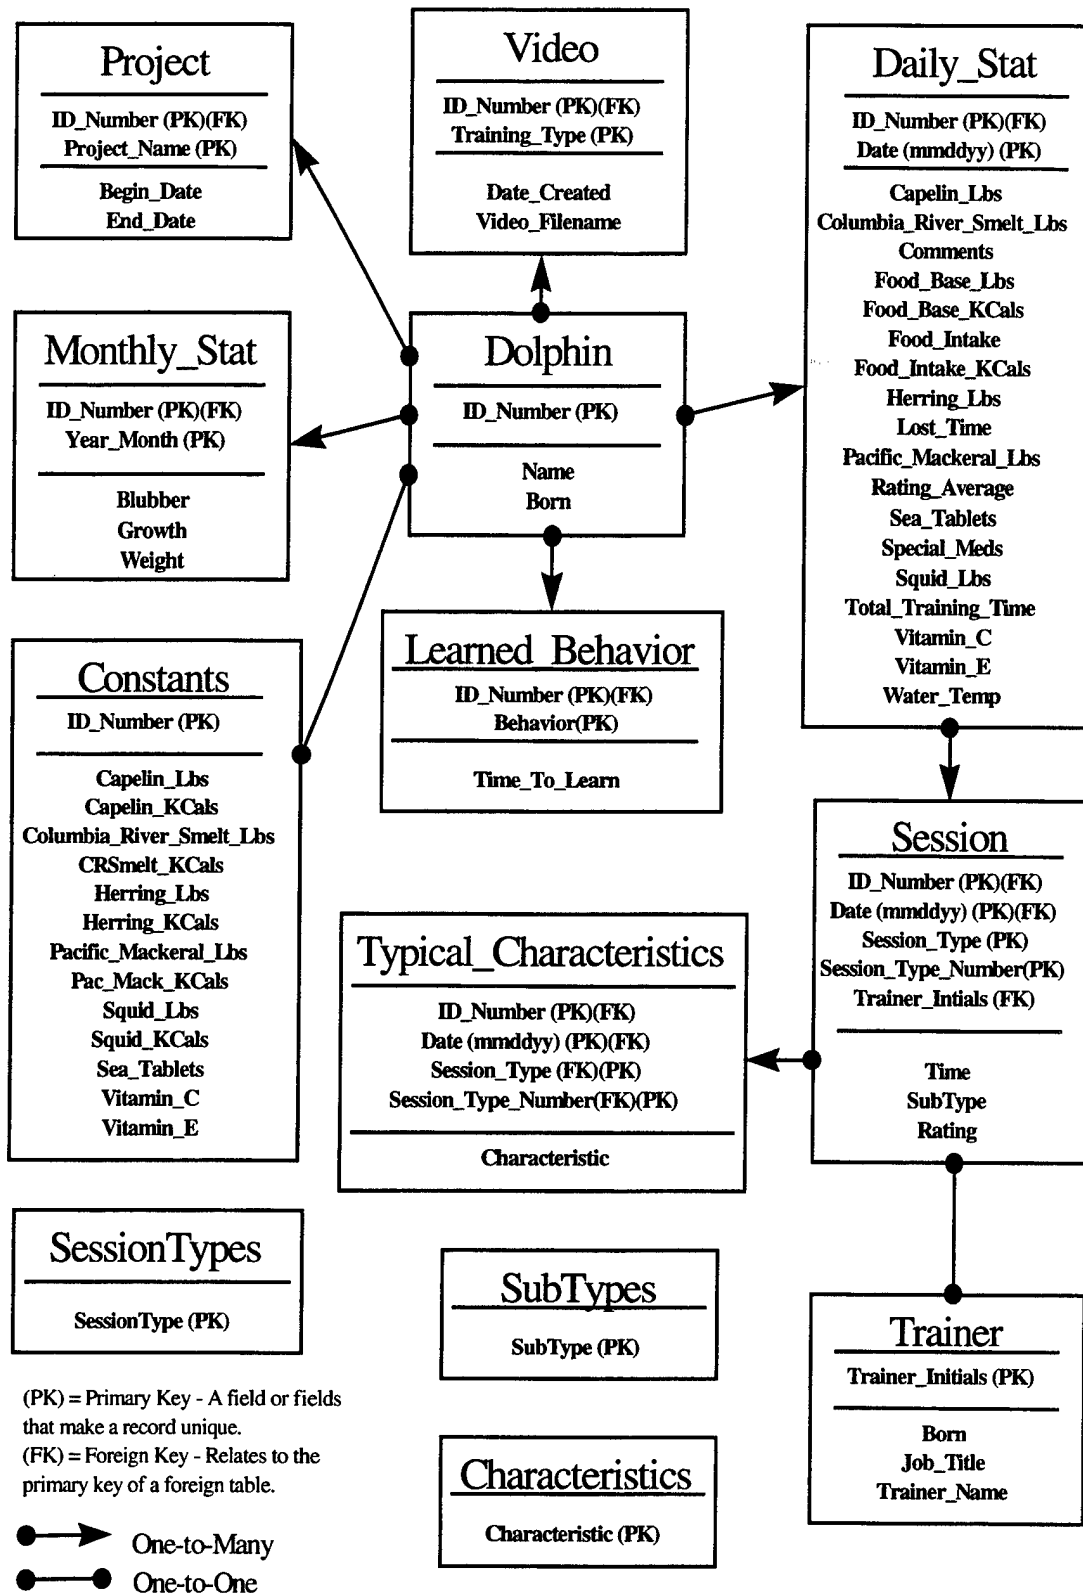 Project
ID_Number (PK)(FK)
Project_Name (PK)
Begin_Date
End_Date
Video
ID_Number (PK)(FK)
Training_Type (PK)
Date_Created
Video_Filename
Daily_Stat
ID_Number (PK)(FK)
Date (mmddyy) (PK)
Capelin_Lbs
Columbia_River_Smelt_Lbs
Comments
Food_Base_Lbs
Food_Base_KCals
Food_Intake
Food_Intake_KCals
Herring_Lbs
Lost_Time
Pacific_Mackeral_Lbs
Rating_Average
Sea_Tablets
Special_Meds
Squid_Lbs
Total_Training_Time
Vitamin_C
Vitamin_E
Water_Temp
Monthly_Stat
ID_Number (PK)(FK)
Year_Month (PK)
Blubber
Growth
Weight
Dolphin
ID_Number (PK)
Name
Born
Learned_Behavior
ID_Number (PK)(FK)
Behavior(PK)
Time_To_Learn
Constants
ID_Number (PK)
Capelin_Lbs
Capelin_KCals
Columbia_River_Smelt_Lbs
CRSmelt_KCals
Herring_Lbs
Herring_KCals
Pacific_Mackeral_Lbs
Pac_Mack_KCals
Squid_Lbs
Squid_KCals
Sea_Tablets
Vitamin_C
Vitamin_E
Session
ID_Number (PK)(FK)
Date (mmddyy) (PK)(FK)
Session_Type (PK)
Session_Type_Number(PK)
Trainer_Intials (FK)
Time
SubType
Rating
Typical_Characteristics
ID_Number (PK)(FK)
Date (mmddyy) (PK)(FK)
Session_Type (FK)(PK)
Session_Type_Number(FK)(PK)
Characteristic
SessionTypes
SessionType (PK)
SubTypes
SubType (PK)
Trainer
Trainer_Initials (PK)
Born
Job_Title
Trainer_Name
Characteristics
Characteristic (PK)
(PK) = Primary Key - A field or fields
that make a record unique.
(FK) = Foreign Key - Relates to the
primary key of a foreign table.
One-to-Many
One-to-One